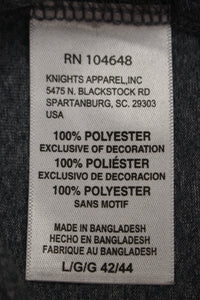 RN 104648
KNIGHTS APPAREL,INC
5475 N. BLACKSTOCK RD
SPARTANBURG, SC. 29303
USA
100% POLYESTER
EXCLUSIVE OF DECORATION
100% POLIÉSTER
EXCLUSIVO DE DECORACION
100% POLYESTER
SANS MOTIF
MADE IN BANGLADESH
HECHO EN BANGLADESH
FABRIQUE AU BANGLADESH
L/G/G 42/44